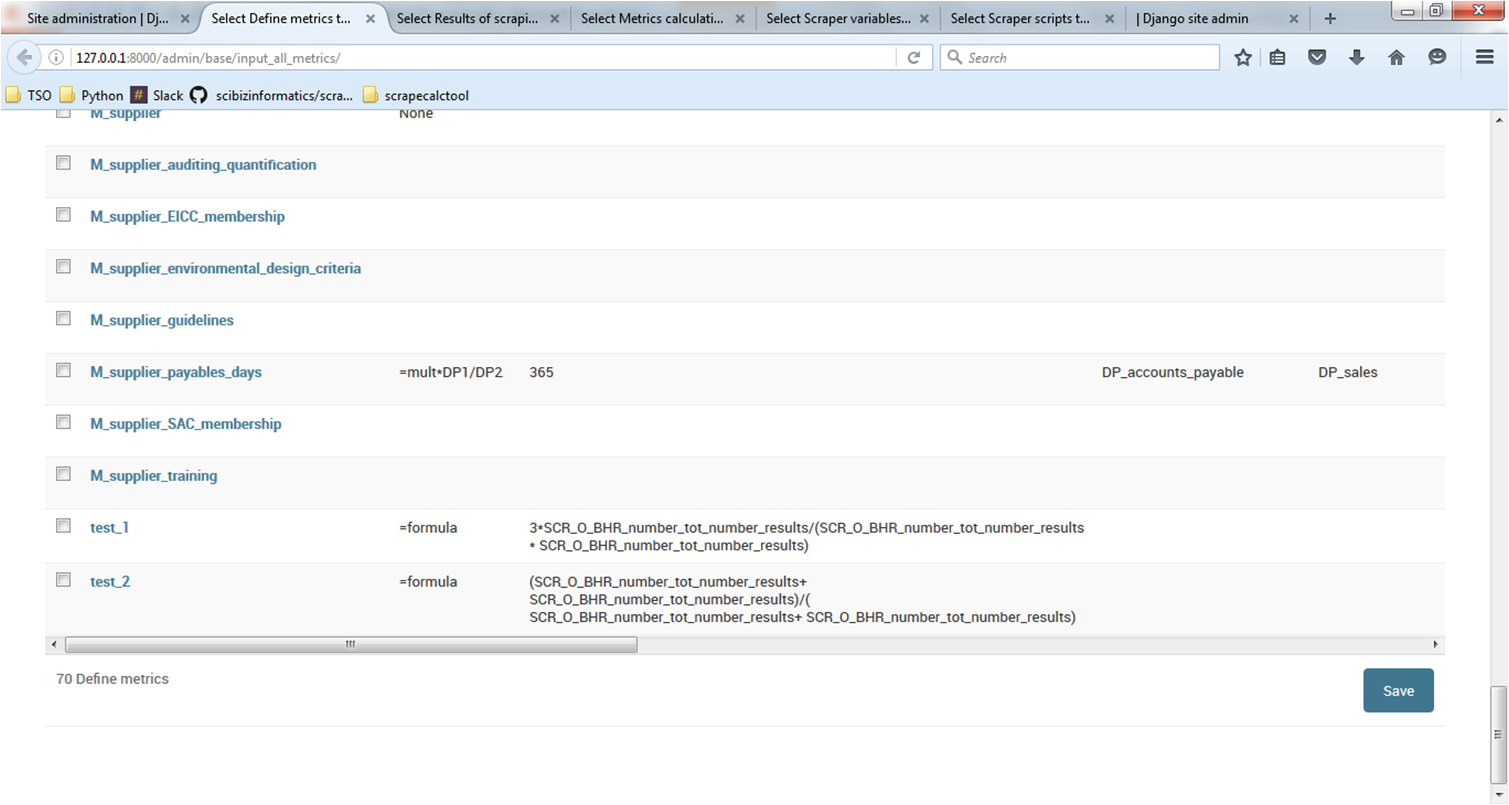 Site administration | Dj...
Select Define metrics t...
Select Results of scrapi...
Select Metrics calculati...
Select Scraper variables...
Select Scraper scripts t...
| Django site admin
127.0.0.1:8000/admin/base/input_all_metrics/
Search
TSO Python Slack scibizinformatics/scra... scrapecalctool
M_supplier None
M_supplier_auditing_quantification
M_supplier_EICC_membership
M_supplier_environmental_design_criteria
M_supplier_guidelines
M_supplier_payables_days =mult*DP1/DP2 365 DP_accounts_payable DP_sales
M_supplier_SAC_membership
M_supplier_training
test_1 =formula 3*SCR_O_BHR_number_tot_number_results/(SCR_O_BHR_number_tot_number_results
* SCR_O_BHR_number_tot_number_results)
test_2 =formula (SCR_O_BHR_number_tot_number_results+
SCR_O_BHR_number_tot_number_results)/(
SCR_O_BHR_number_tot_number_results+ SCR_O_BHR_number_tot_number_results)
70 Define metrics
Save